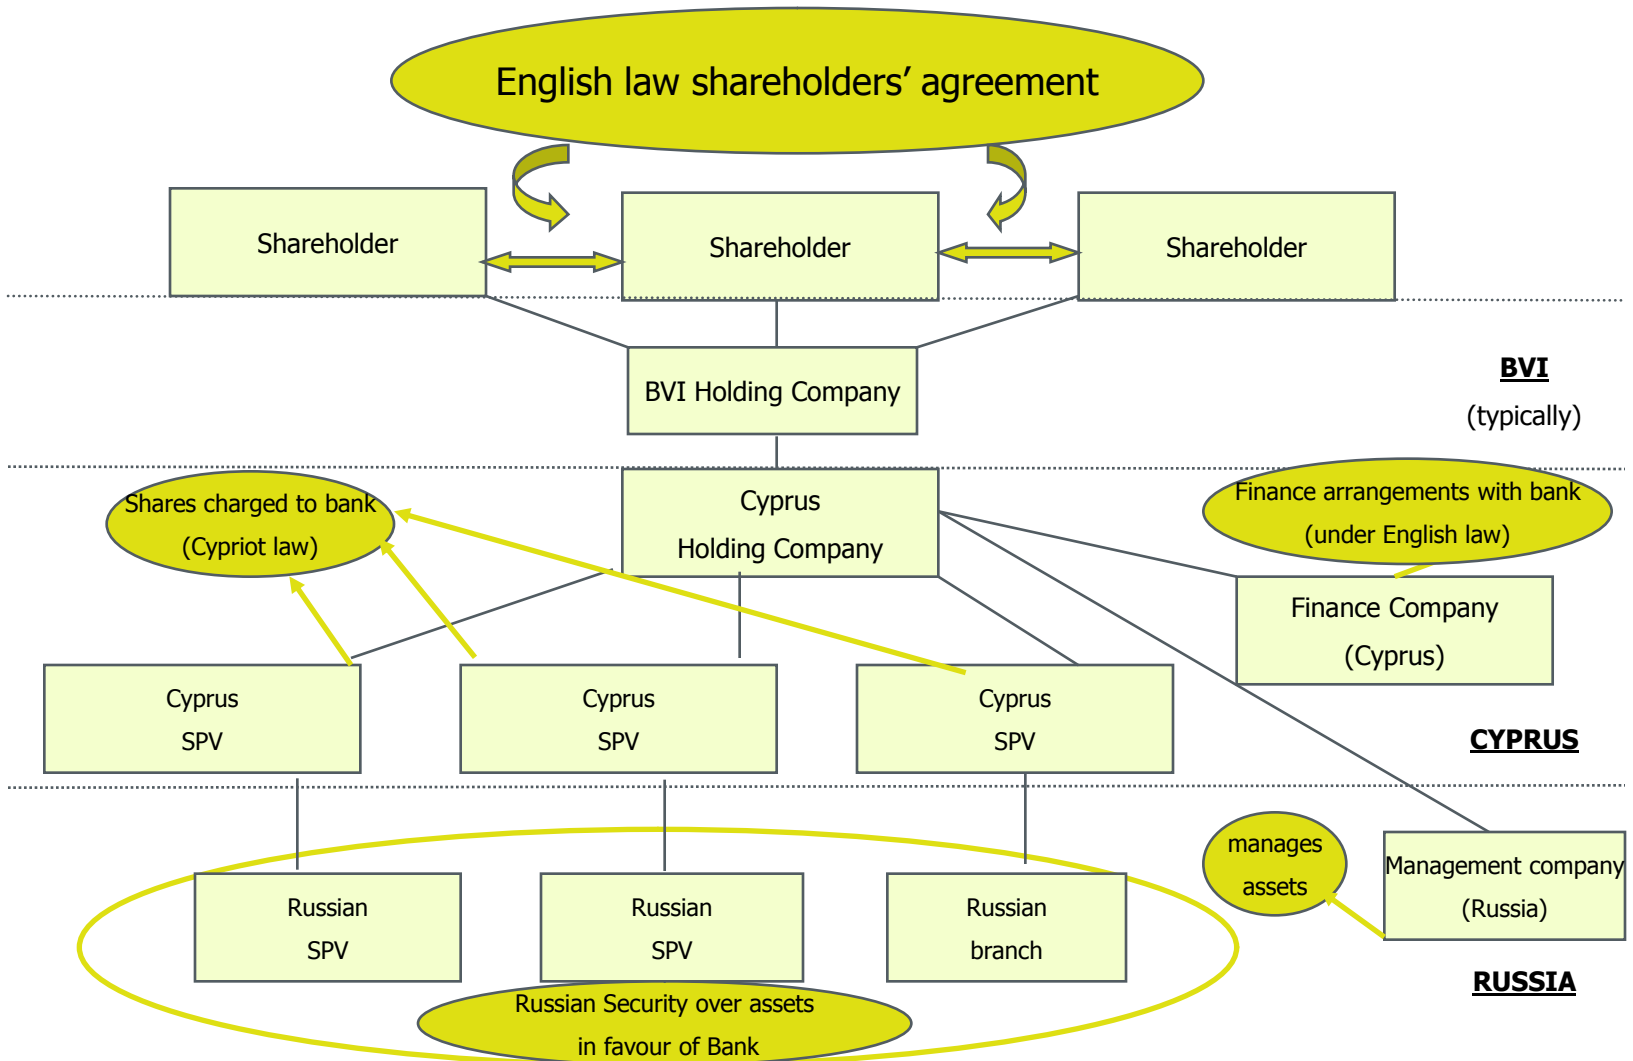 English law shareholders’ agreement
Shareholder
Shareholder
Shareholder
BVI Holding Company
BVI
(typically)
Shares charged to bank
(Cypriot law)
Cyprus
Holding Company
Finance arrangements with bank
(under English law)
Finance Company
(Cyprus)
Cyprus
SPV
Cyprus
SPV
Cyprus
SPV
CYPRUS
manages
assets
Management company
(Russia)
Russian
SPV
Russian
SPV
Russian
branch
RUSSIA
Russian Security over assets
in favour of Bank